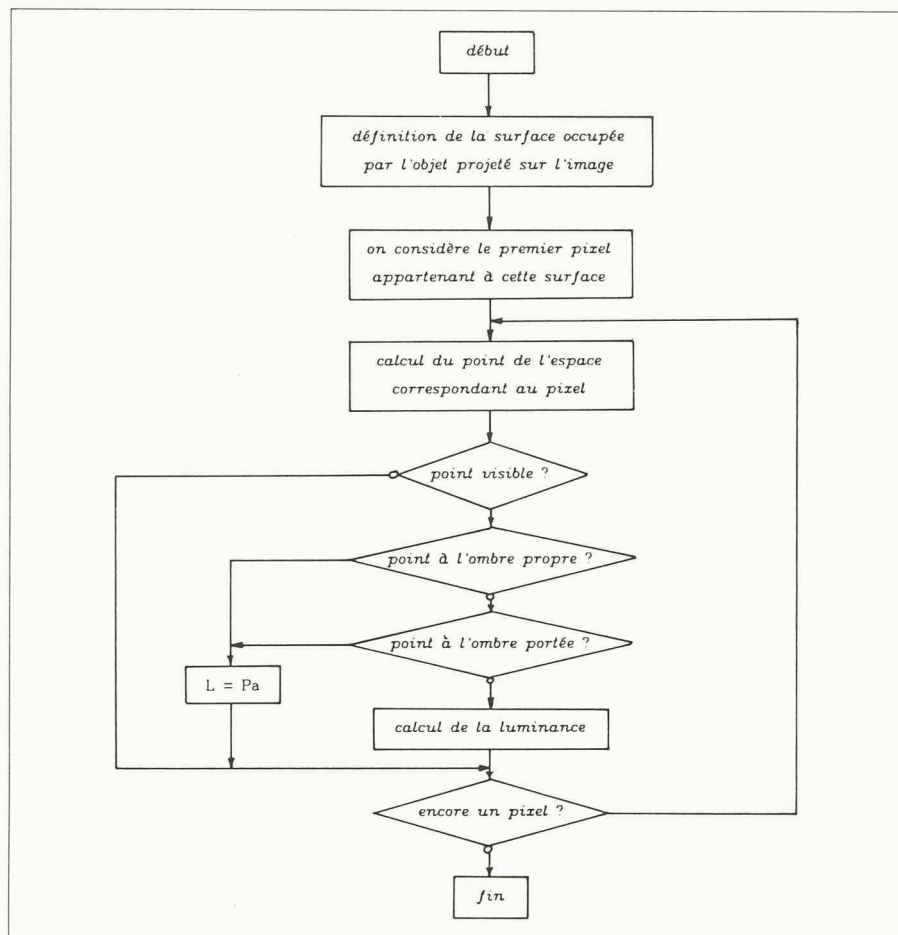 début
définition de la surface occupée
par l'objet projeté sur l'image
on considère le premier pixel
appartenant à cette surface
calcul du point de l'espace
correspondant au pixel
point visible ?
point à l'ombre propre ?
point à l'ombre portée ?
L = Pa
calcul de la luminance
encore un pixel ?
fin